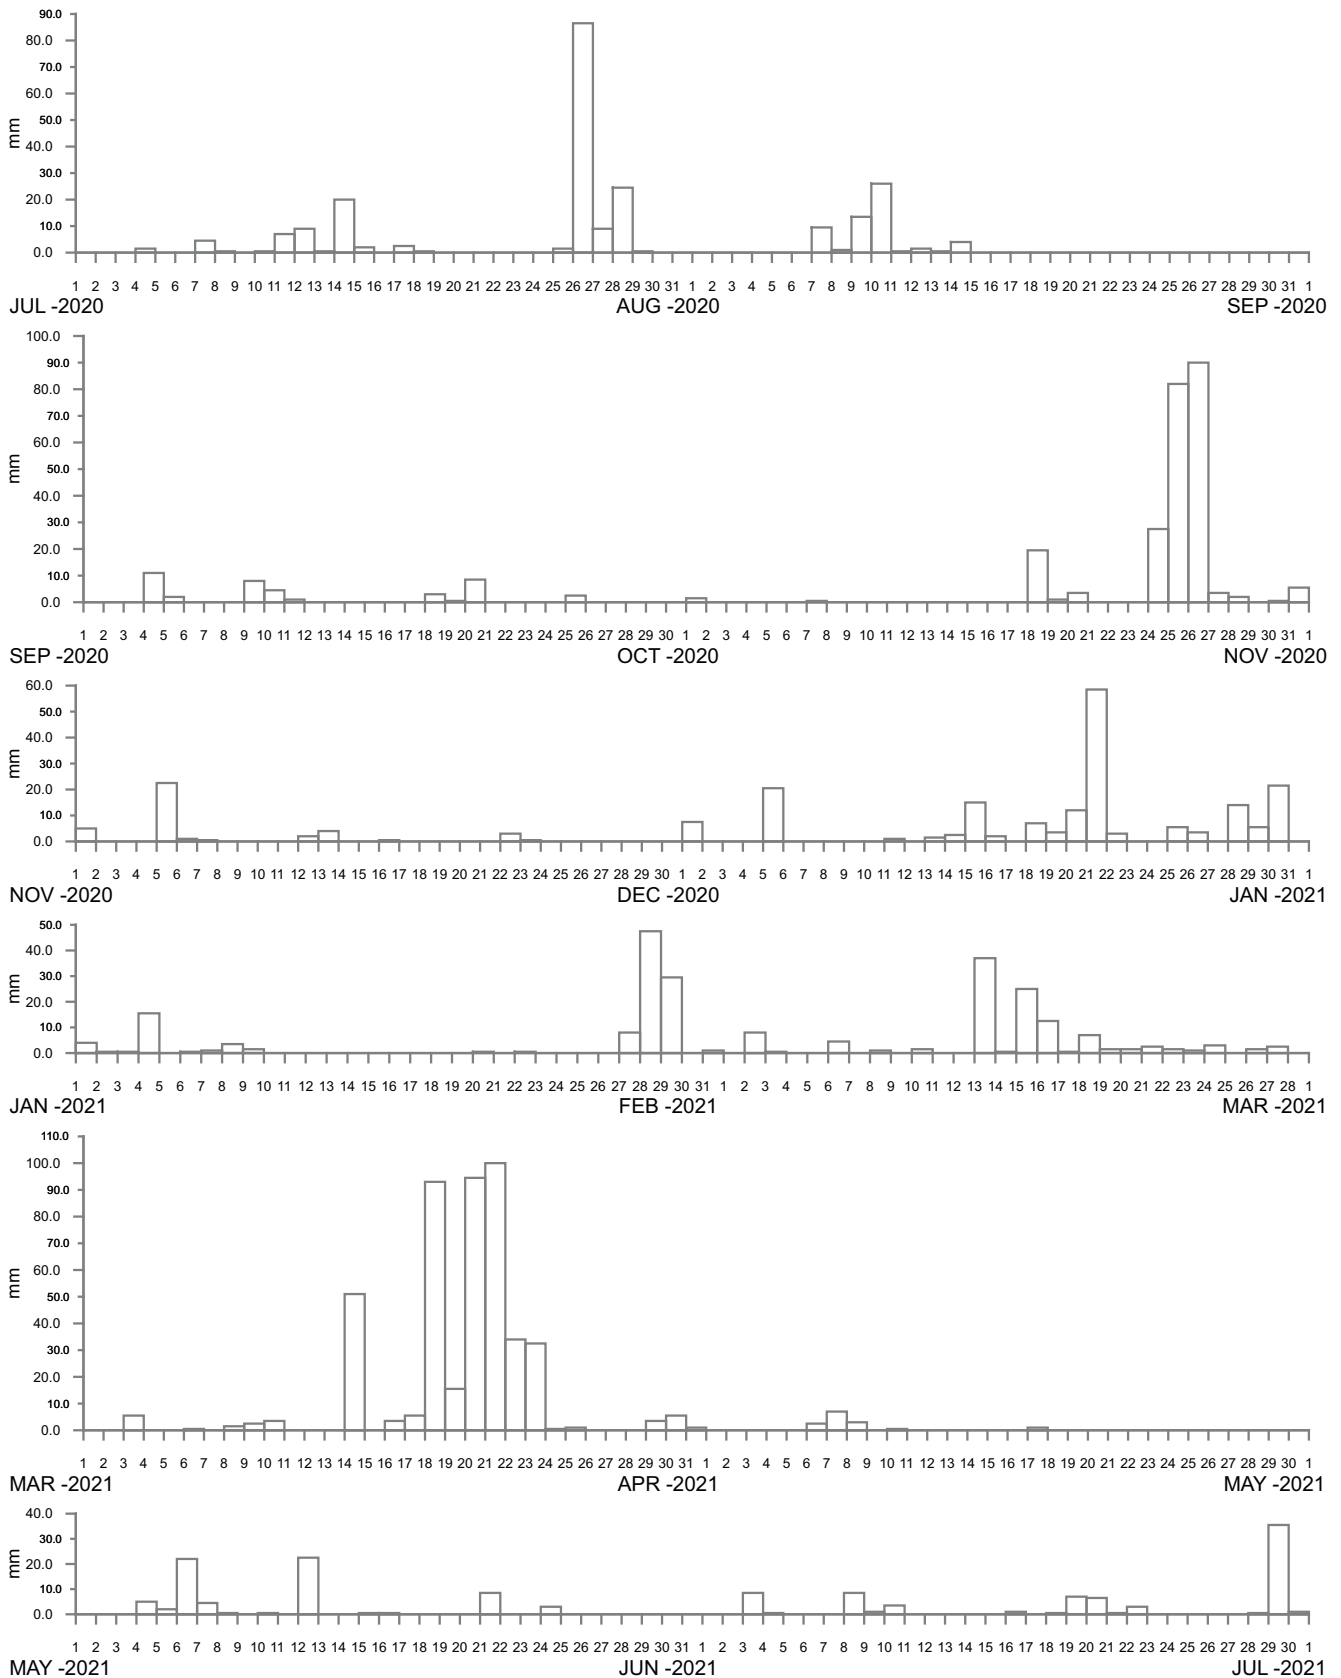 90.0
80.0
70.0
60.0
50.0
40.0
30.0
20.0
10.0
0.0
mm
1 2 3 4 5 6 7 8 9 10 11 12 13 14 15 16 17 18 19 20 21 22 23 24 25 26 27 28 29 30 31 1 2 3 4 5 6 7 8 9 10 11 12 13 14 15 16 17 18 19 20 21 22 23 24 25 26 27 28 29 30 31 1
JUL -2020 AUG -2020 SEP -2020
100.0
90.0
80.0
70.0
60.0
50.0
40.0
30.0
20.0
10.0
0.0
mm
1 2 3 4 5 6 7 8 9 10 11 12 13 14 15 16 17 18 19 20 21 22 23 24 25 26 27 28 29 30 1 2 3 4 5 6 7 8 9 10 11 12 13 14 15 16 17 18 19 20 21 22 23 24 25 26 27 28 29 30 31 1
SEP -2020 OCT -2020 NOV -2020
60.0
50.0
40.0
30.0
20.0
10.0
0.0
mm
1 2 3 4 5 6 7 8 9 10 11 12 13 14 15 16 17 18 19 20 21 22 23 24 25 26 27 28 29 30 1 2 3 4 5 6 7 8 9 10 11 12 13 14 15 16 17 18 19 20 21 22 23 24 25 26 27 28 29 30 31 1
NOV -2020 DEC -2020 JAN -2021
50.0
40.0
30.0
20.0
10.0
0.0
mm
1 2 3 4 5 6 7 8 9 10 11 12 13 14 15 16 17 18 19 20 21 22 23 24 25 26 27 28 29 30 31 1 2 3 4 5 6 7 8 9 10 11 12 13 14 15 16 17 18 19 20 21 22 23 24 25 26 27 28 1
JAN -2021 FEB -2021 MAR -2021
110.0
100.0
90.0
80.0
70.0
60.0
50.0
40.0
30.0
20.0
10.0
0.0
mm
1 2 3 4 5 6 7 8 9 10 11 12 13 14 15 16 17 18 19 20 21 22 23 24 25 26 27 28 29 30 31 1 2 3 4 5 6 7 8 9 10 11 12 13 14 15 16 17 18 19 20 21 22 23 24 25 26 27 28 29 30 1
MAR -2021 APR -2021 MAY -2021
40.0
30.0
20.0
10.0
0.0
mm
1 2 3 4 5 6 7 8 9 10 11 12 13 14 15 16 17 18 19 20 21 22 23 24 25 26 27 28 29 30 31 1 2 3 4 5 6 7 8 9 10 11 12 13 14 15 16 17 18 19 20 21 22 23 24 25 26 27 28 29 30 1
MAY -2021 JUN -2021 JUL -2021